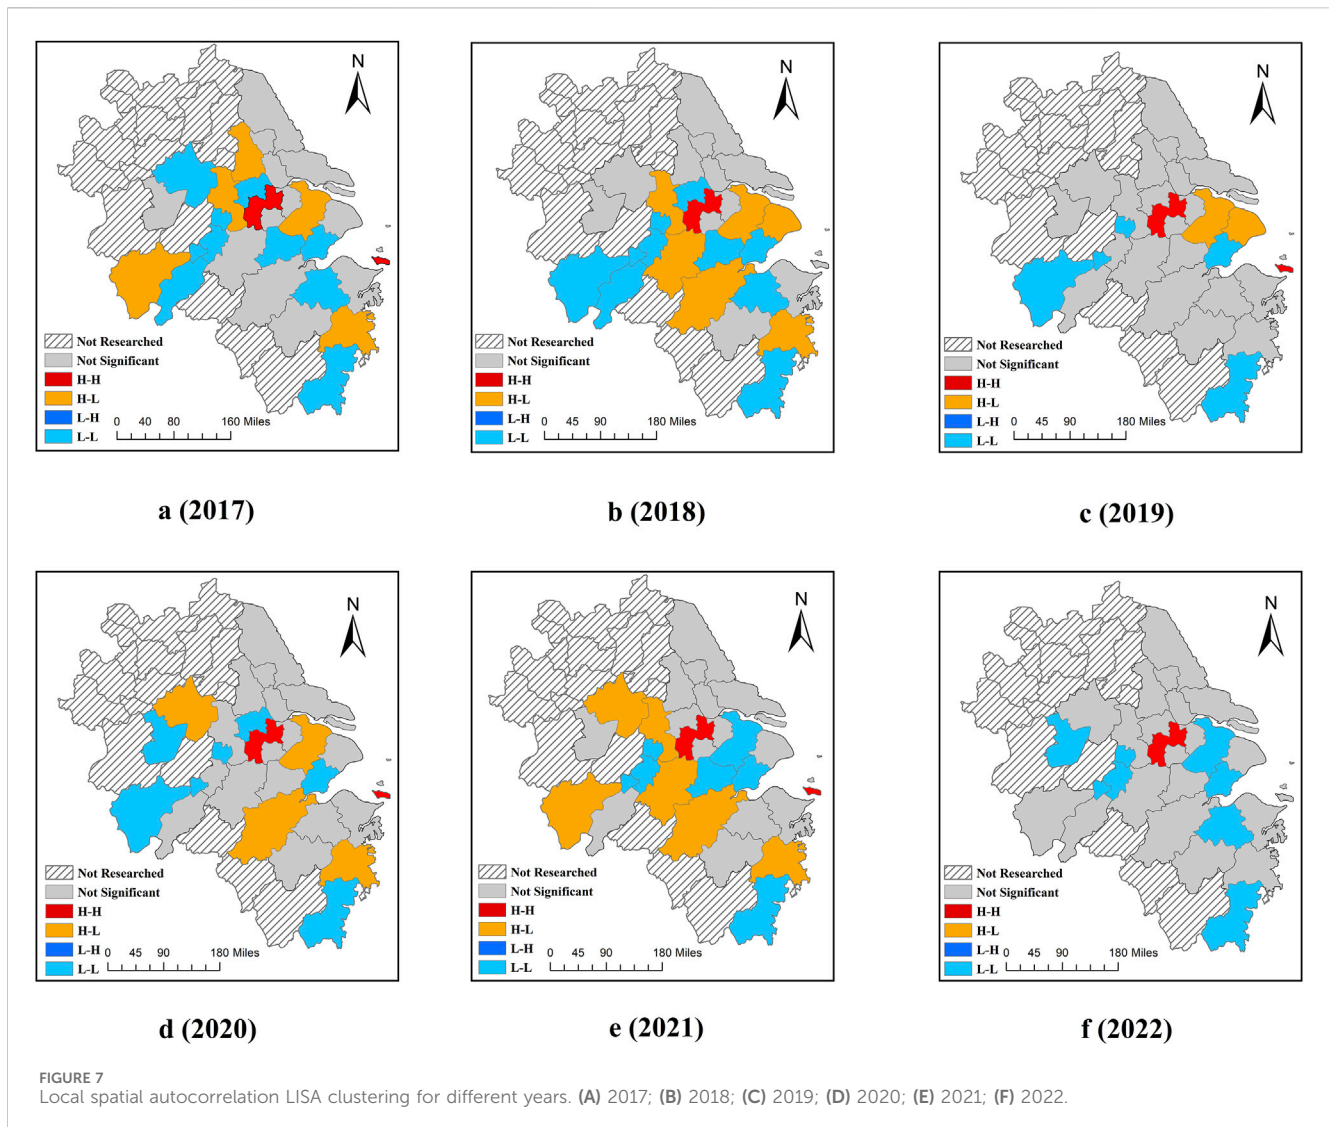 N
Not Researched
Not Significant
H-H
H-L
L-H
L-L
0 40 80 160 Miles
a (2017)
N
Not Researched
Not Significant
H-H
H-L
L-H
L-L
0 45 90 180 Miles
b (2018)
N
Not Researched
Not Significant
H-H
H-L
L-H
L-L
0 45 90 180 Miles
c (2019)
N
Not Researched
Not Significant
H-H
H-L
L-H
L-L
0 45 90 180 Miles
d (2020)
N
Not Researched
Not Significant
H-H
H-L
L-H
L-L
0 45 90 180 Miles
e (2021)
N
Not Researched
Not Significant
H-H
H-L
L-H
L-L
0 45 90 180 Miles
f (2022)
FIGURE 7
Local spatial autocorrelation LISA clustering for different years. (A) 2017; (B) 2018; (C) 2019; (D) 2020; (E) 2021; (F) 2022.